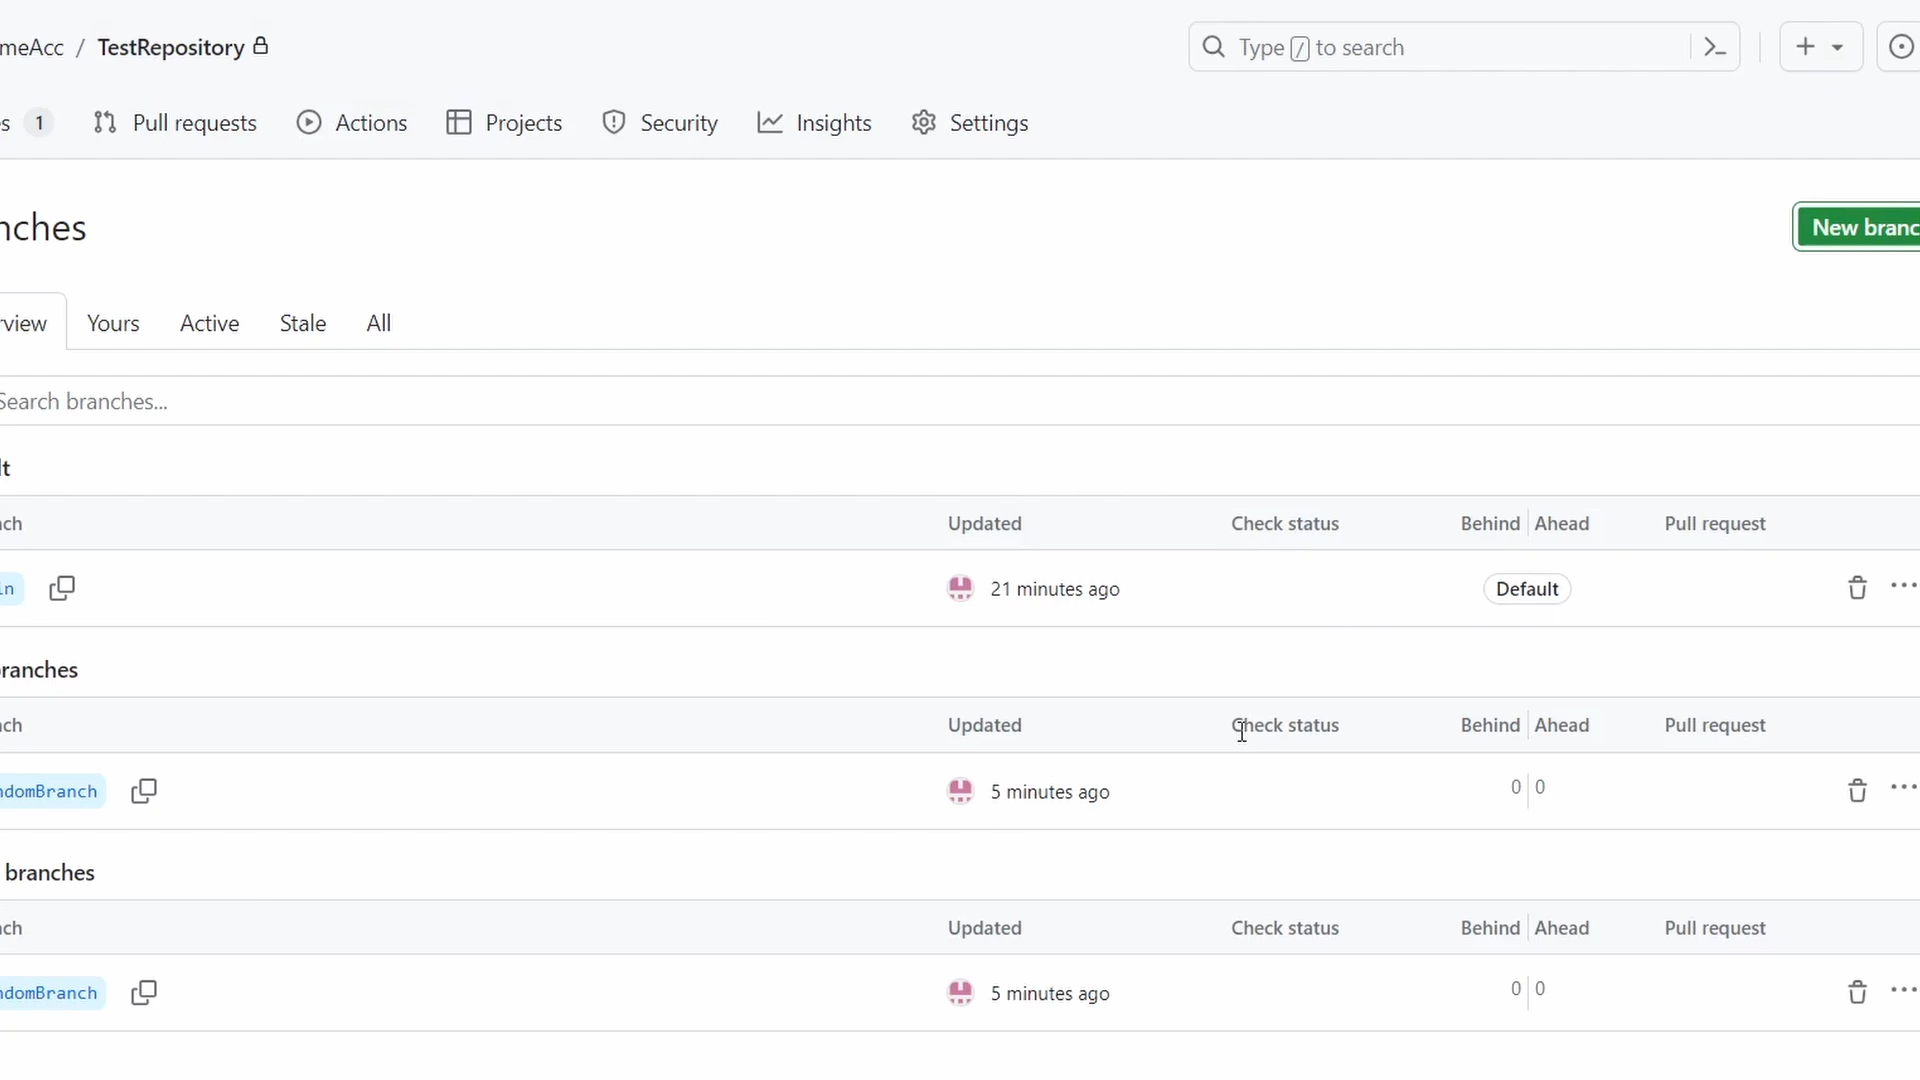 meAcc / TestRepository
Type / to search
s 1 Pull requests Actions Projects Security Insights Settings
nches
New branc
rview Yours Active Stale All
Search branches...
lt
nch Updated Check status Behind Ahead Pull request
in 21 minutes ago Default
branches
nch Updated Check status Behind Ahead Pull request
ndomBranch 5 minutes ago 0 0
branches
nch Updated Check status Behind Ahead Pull request
ndomBranch 5 minutes ago 0 0